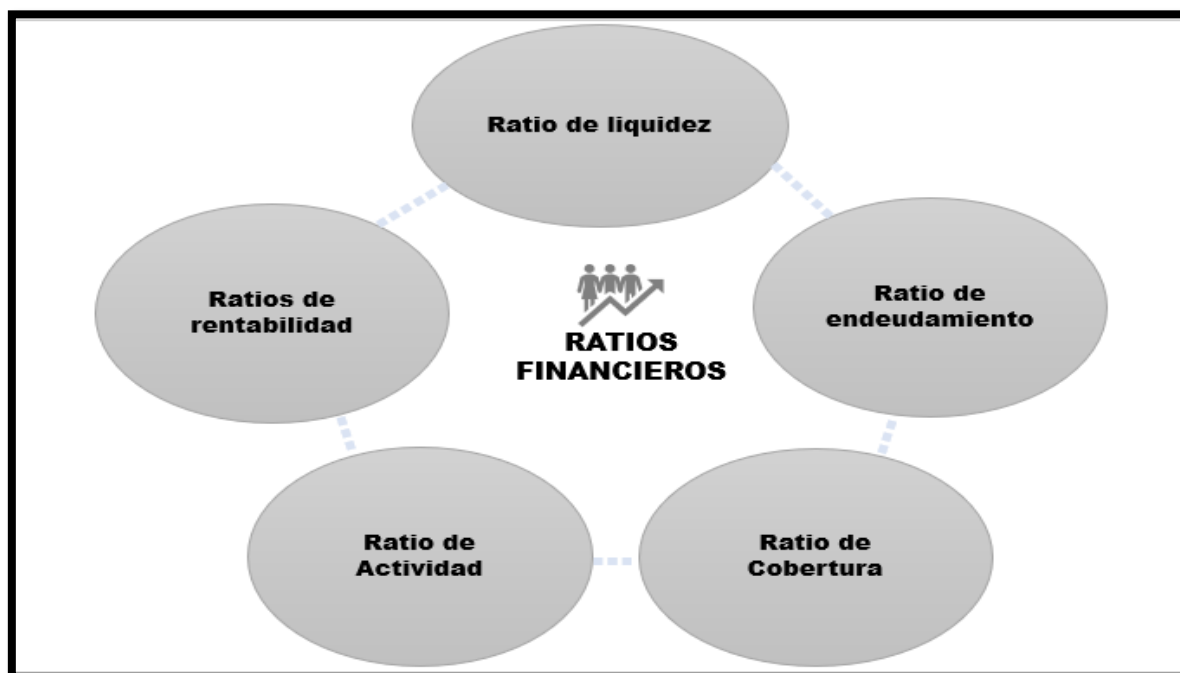 Ratio de liquidez
Ratio de
endeudamiento
Ratio de
Cobertura
Ratio de
Actividad
Ratios de
rentabilidad
RATIOS
FINANCIEROS